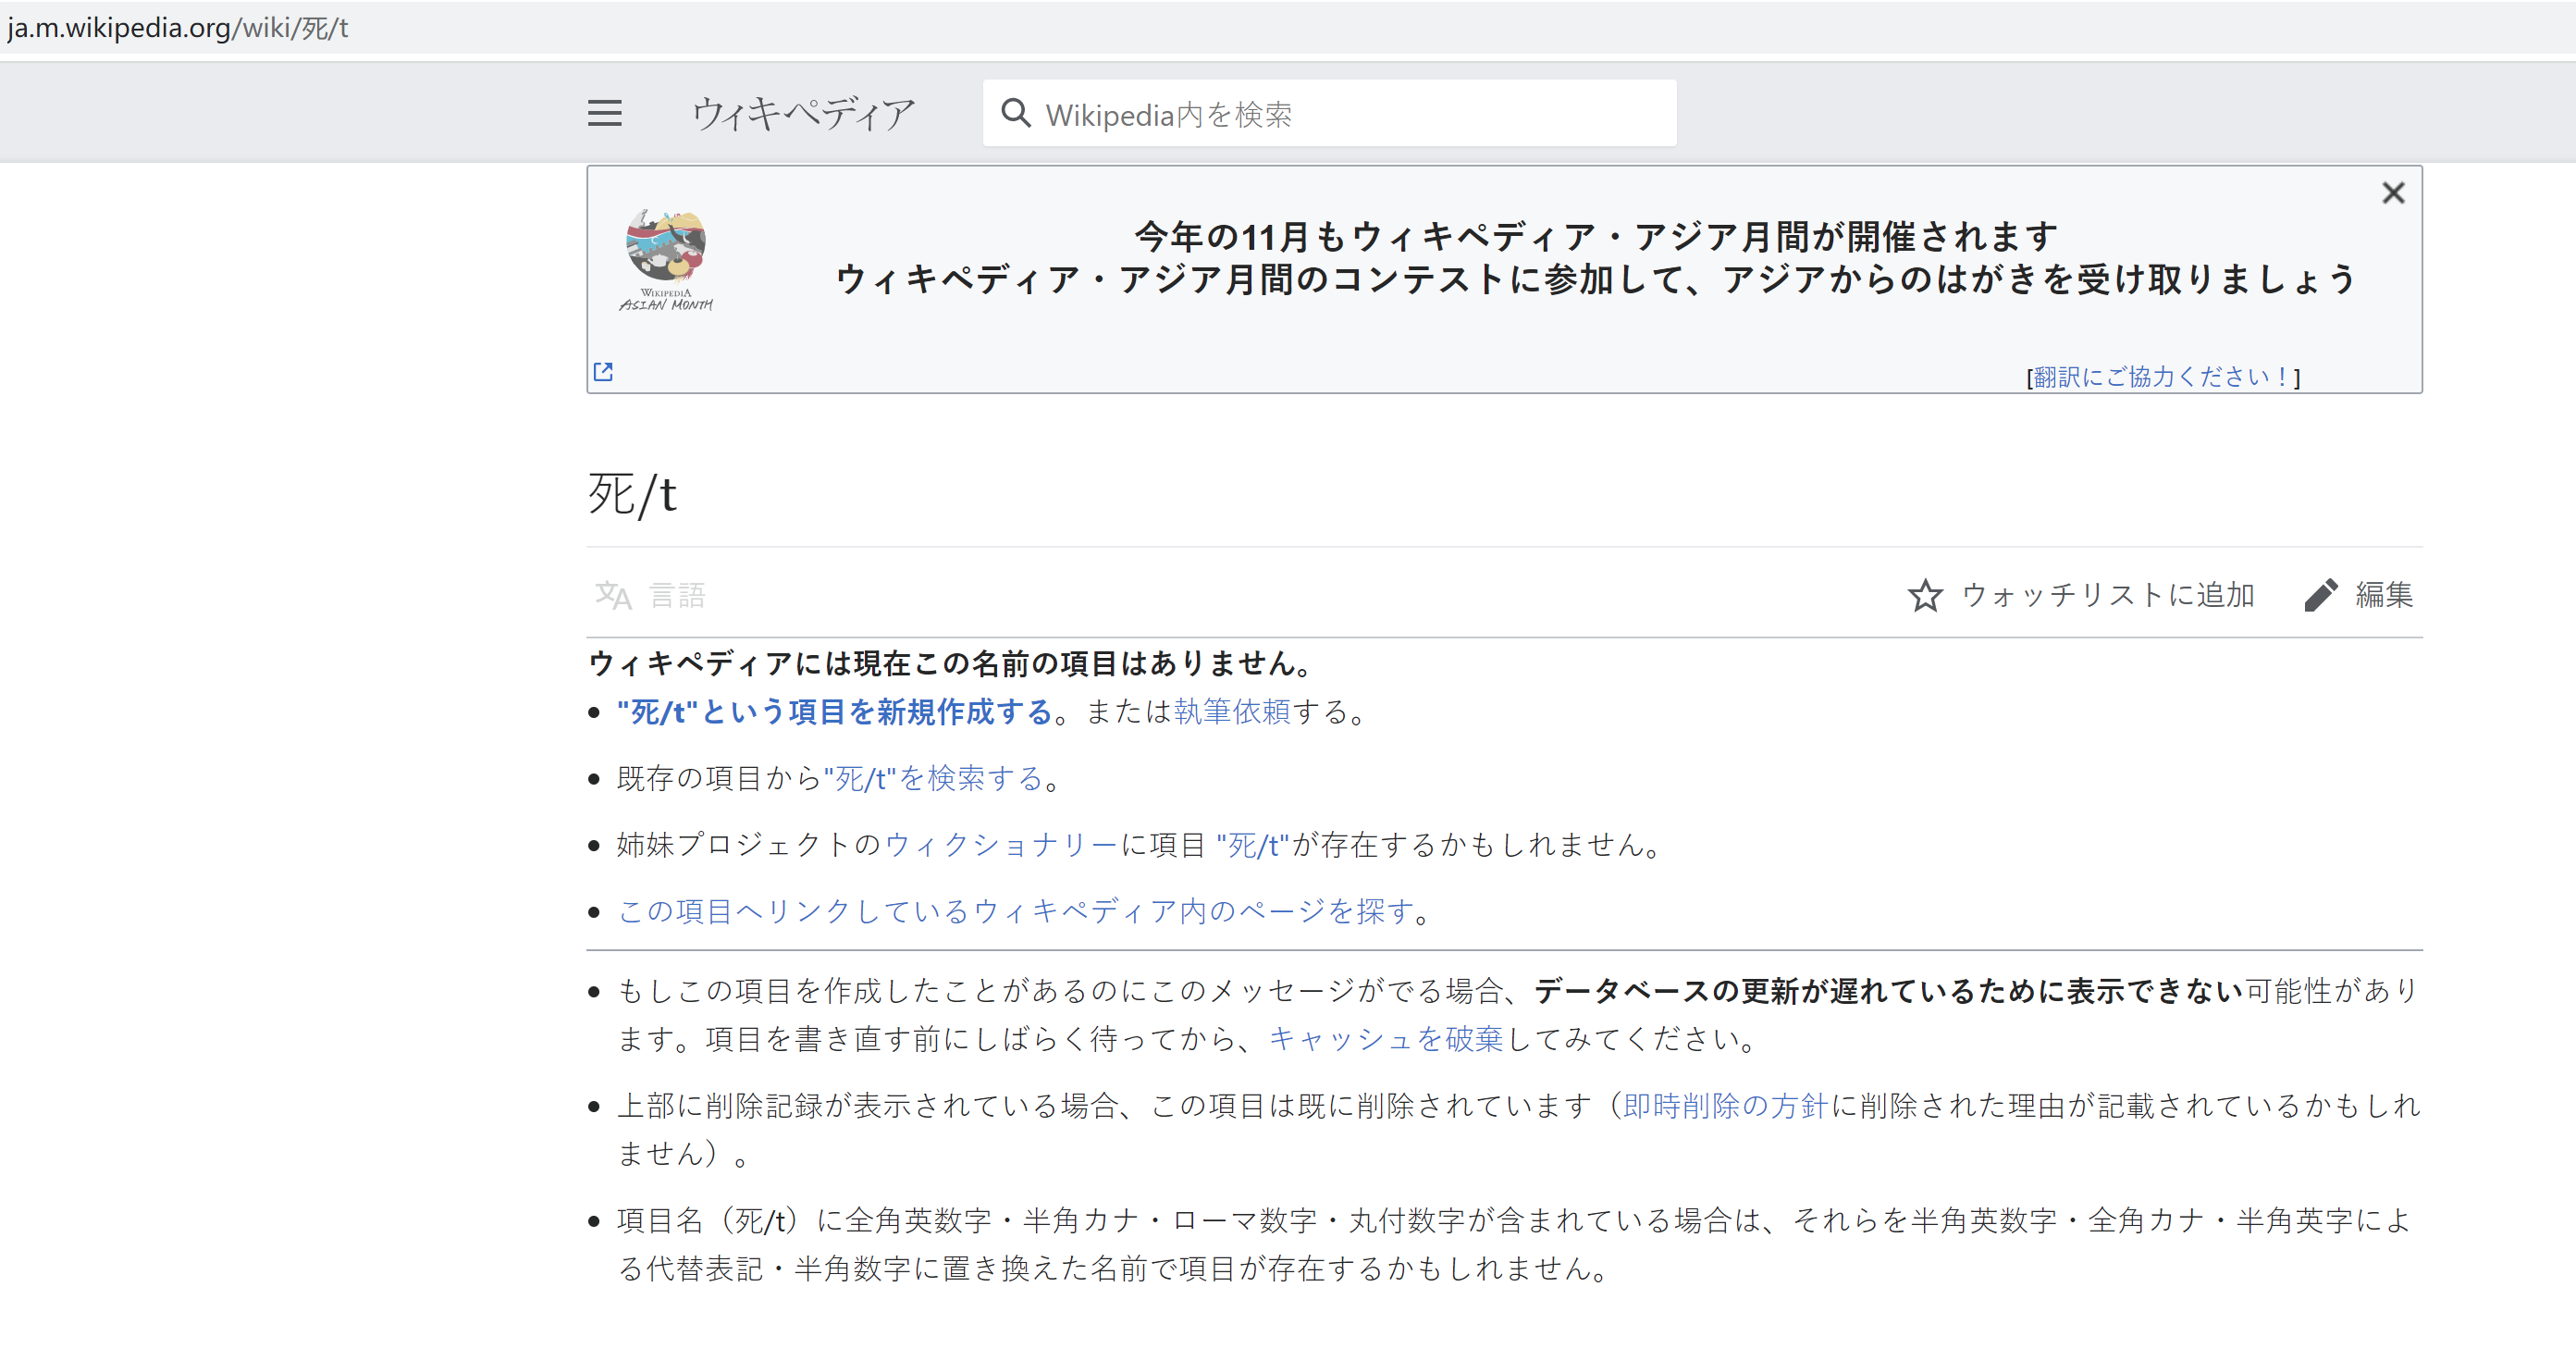 ja.m.wikipedia.org/wiki/死/t
ウィキペディア
Wikipedia内を検索
今年の11月もウィキペディア・アジア月間が開催されます
ウィキペディア・アジア月間のコンテストに参加して、アジアからのはがきを受け取りましょう
WIKIPEDIA
ASIAN MONTH
[翻訳にご協力ください！]
死/t
言語
ウォッチリストに追加
編集
ウィキペディアには現在この名前の項目はありません。
"死/t"という項目を新規作成する。または執筆依頼する。
既存の項目から"死/t"を検索する。
姉妹プロジェクトのウィクショナリーに項目 "死/t"が存在するかもしれません。
この項目へリンクしているウィキペディア内のページを探す。
もしこの項目を作成したことがあるのにこのメッセージがでる場合、データベースの更新が遅れているために表示できない可能性があり
ます。項目を書き直す前にしばらく待ってから、キャッシュを破棄してみてください。
上部に削除記録が表示されている場合、この項目は既に削除されています（即時削除の方針に削除された理由が記載されているかもしれ
ません）。
項目名（死/t）に全角英数字・半角カナ・ローマ数字・丸付数字が含まれている場合は、それらを半角英数字・全角カナ・半角英字によ
る代替表記・半角数字に置き換えた名前で項目が存在するかもしれません。